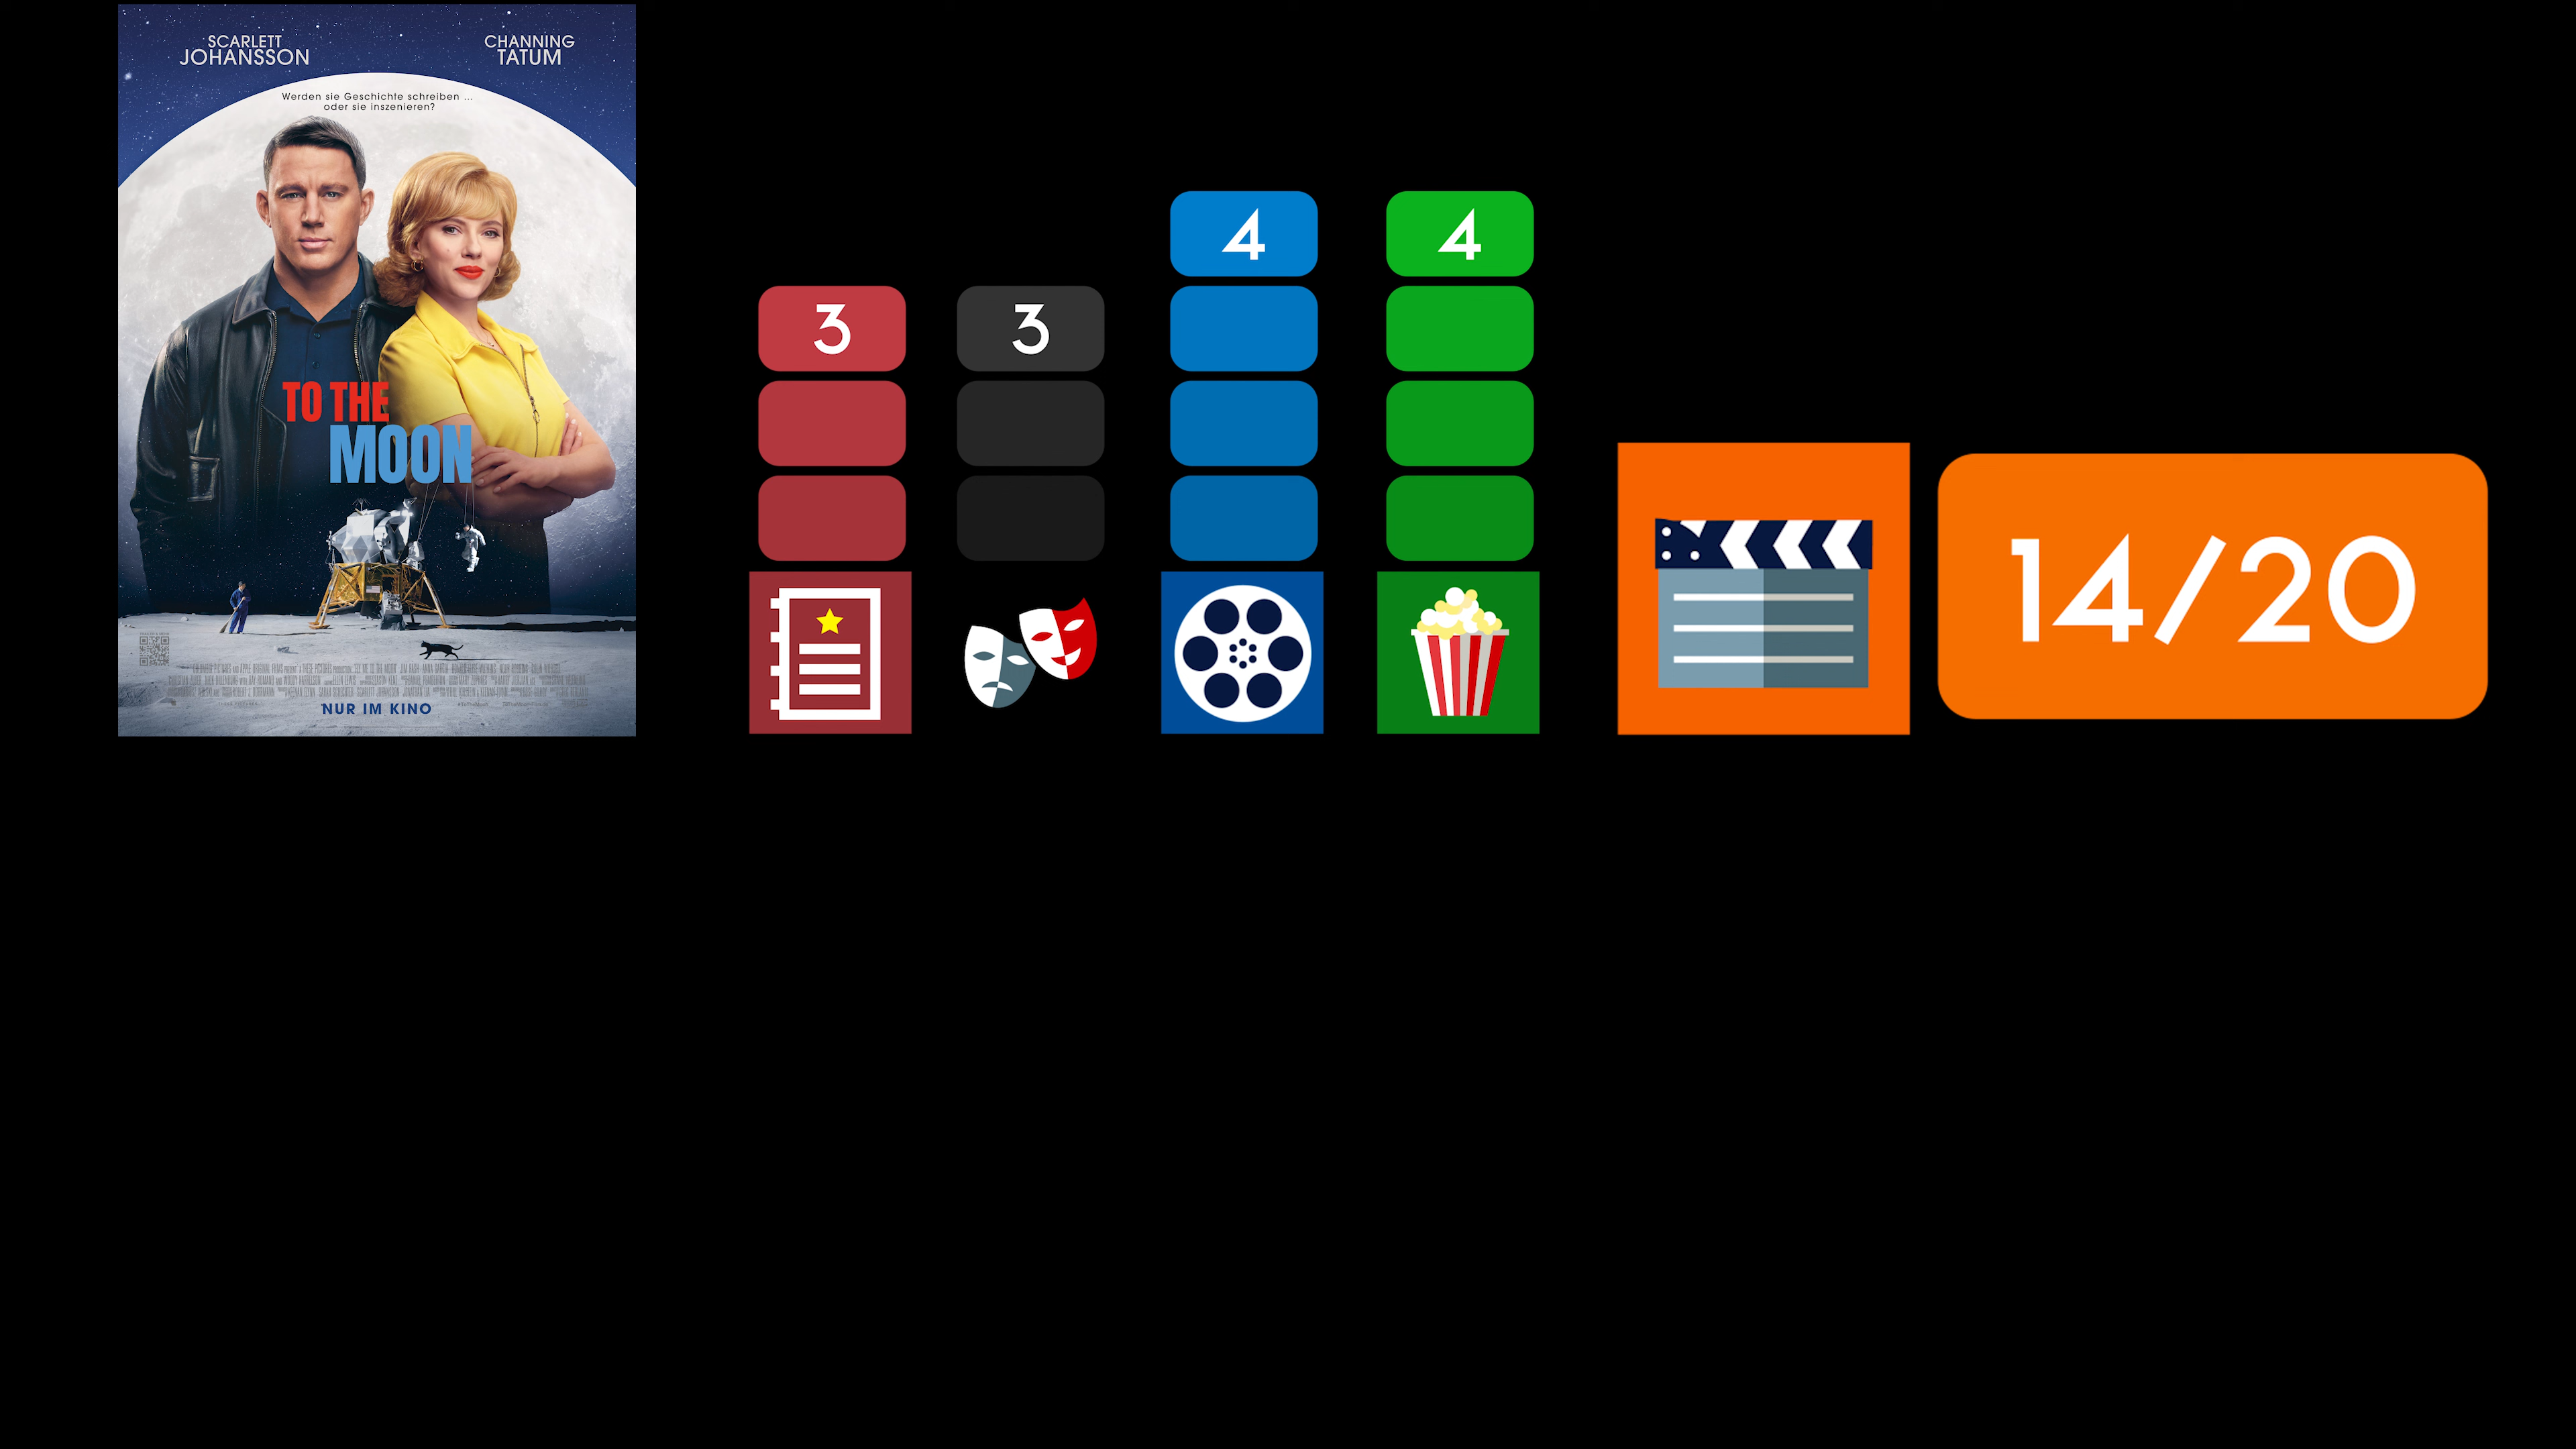 SCARLETT
JOHANSSON
CHANNING
TATUM
Werden sie Geschichte schreiben ...
oder sie inszenieren?
TO THE
MOON
NUR IM KINO
4
4
3
3
14/20